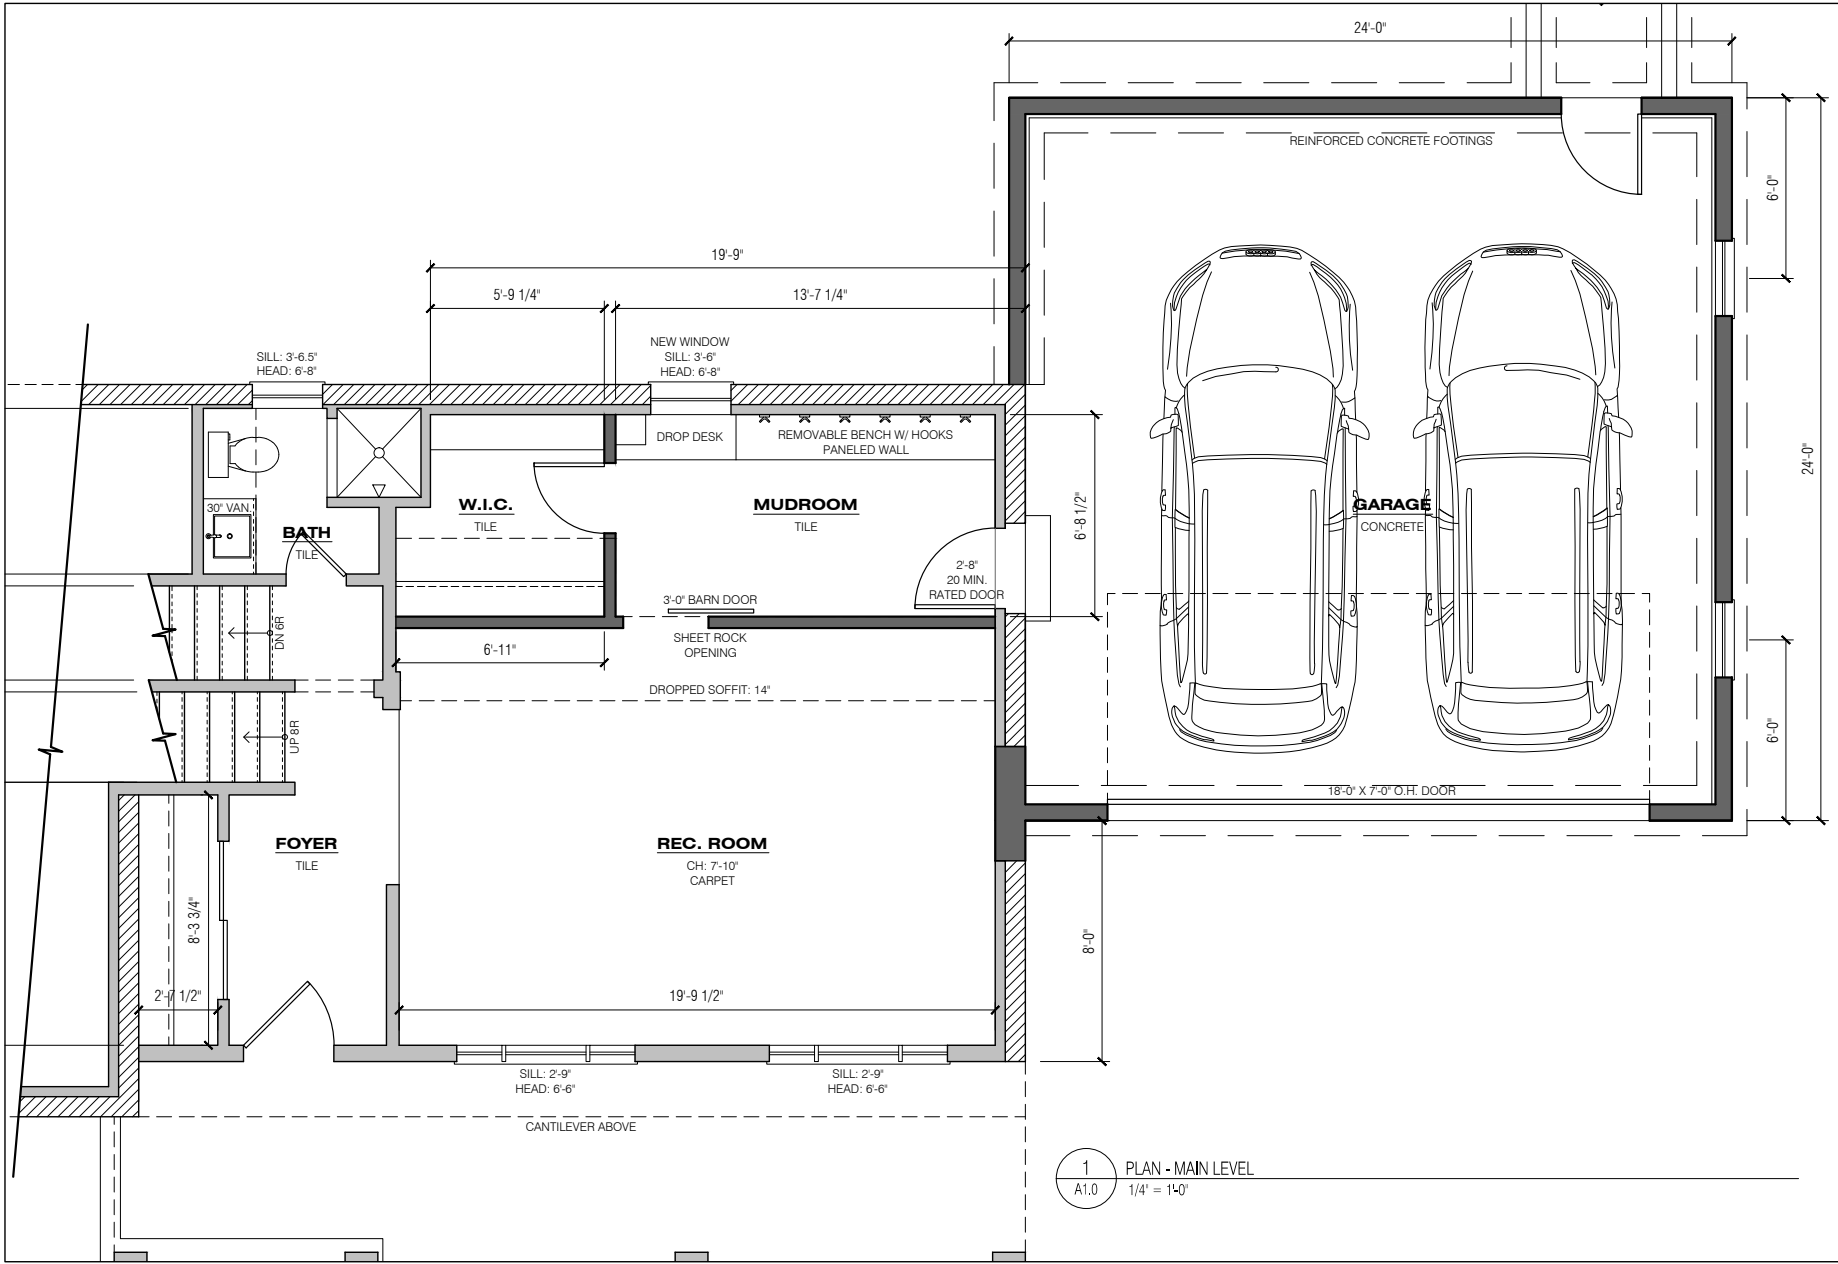 24'-0"
REINFORCED CONCRETE FOOTINGS
6'-0"
19'-9"
5'-9 1/4"
13'-7 1/4"
NEW WINDOW
SILL: 3'-6"
HEAD: 6'-8"
SILL: 3'-6.5"
HEAD: 6'-8"
DROP DESK
REMOVABLE BENCH W/ HOOKS
PANELED WALL
24'-0"
30" VAN.
W.I.C.
TILE
MUDROOM
TILE
GARAGE
CONCRETE
6'-8 1/2"
BATH
TILE
2'-8"
20 MIN.
RATED DOOR
3'-0" BARN DOOR
DN 6R
SHEET ROCK
OPENING
6'-11"
DROPPED SOFFIT: 14"
UP 8R
6'-0"
18'-0" X 7'-0" O.H. DOOR
FOYER
TILE
REC. ROOM
CH: 7'-10"
CARPET
8'-3 3/4"
8'-0"
2'-7 1/2"
19'-9 1/2"
SILL: 2'-9"
HEAD: 6'-6"
SILL: 2'-9"
HEAD: 6'-6"
CANTILEVER ABOVE
1
A1.0
PLAN - MAIN LEVEL
1/4" = 1'-0"